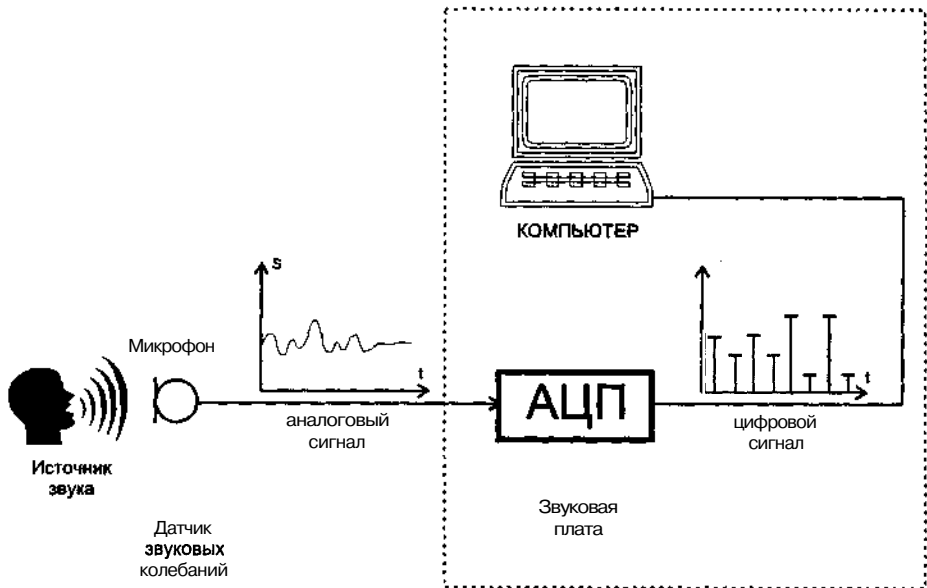 КОМПЬЮТЕР
S
Микрофон
t
t
АЦП
аналоговый
сигнал
цифровой
сигнал
Источник
звука
Звуковая
плата
Датчик
звуковых
колебаний